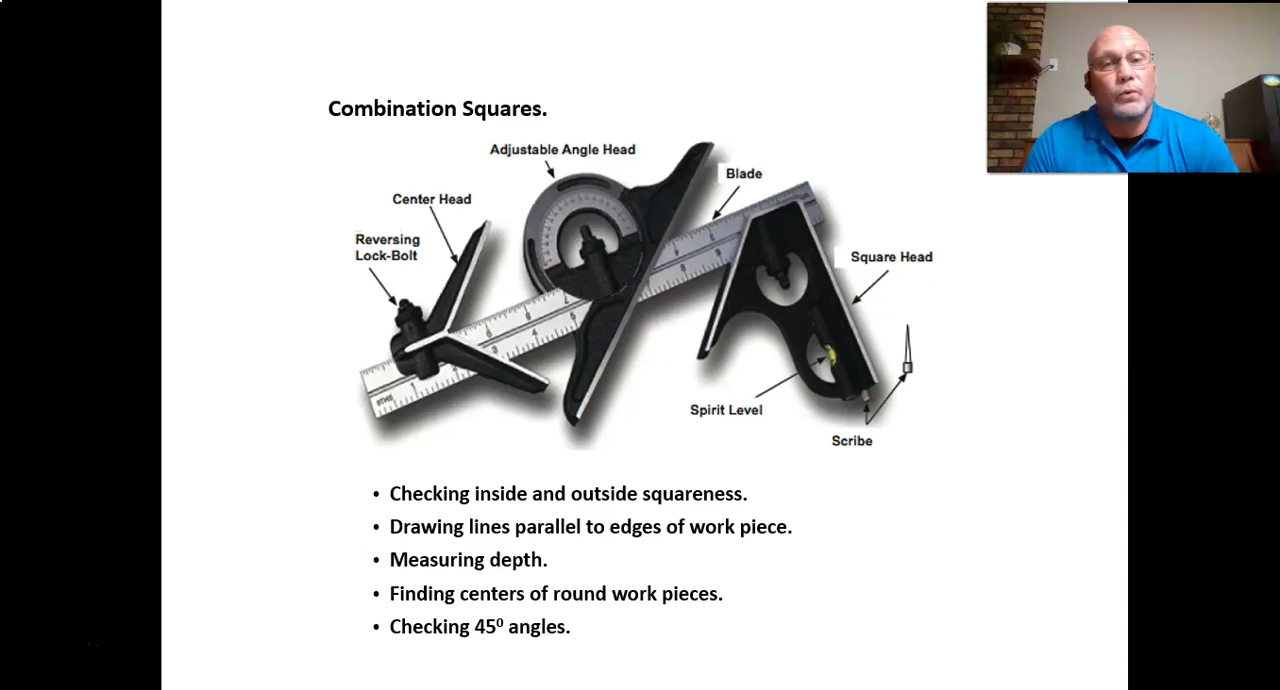 Combination Squares.
Adjustable Angle Head
Blade
Center Head
Reversing
Lock-Bolt
Square Head
Spirit Level
Scribe
• Checking inside and outside squareness.
• Drawing lines parallel to edges of work piece.
• Measuring depth.
• Finding centers of round work pieces.
• Checking 45⁰ angles.